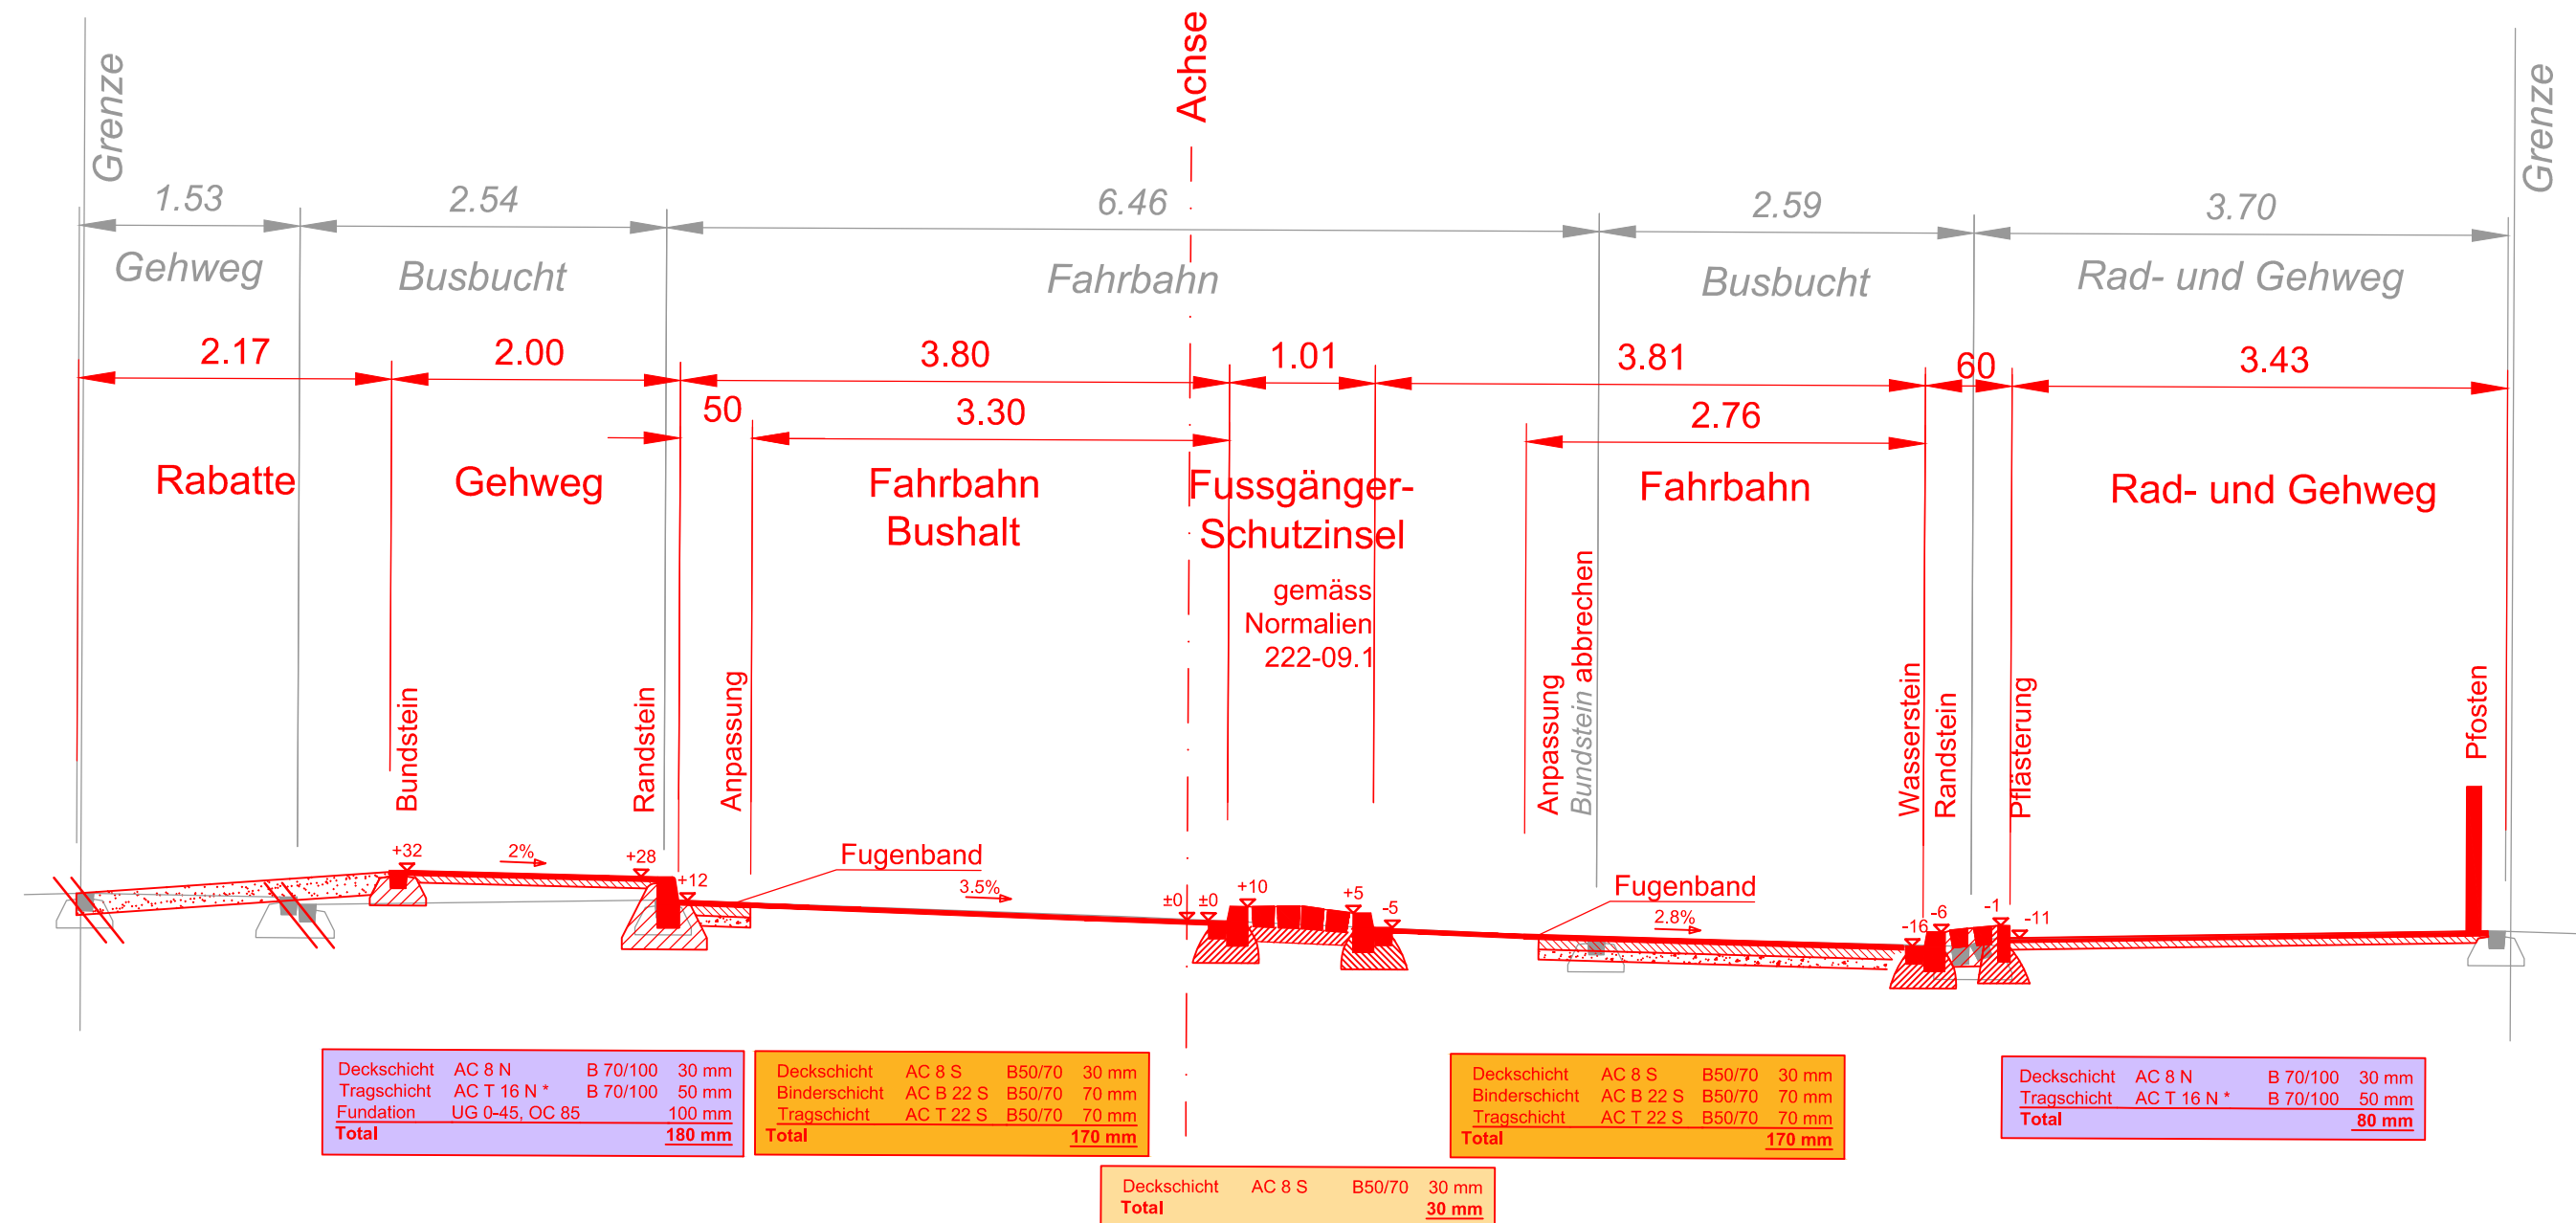 Achse
Grenze
Grenze
1.53
2.54
6.46
2.59
3.70
Gehweg
Busbucht
Fahrbahn
Busbucht
Rad- und Gehweg
2.17
2.00
3.80
1.01
3.81
60
3.43
50
3.30
2.76
Rabatte
Gehweg
Fahrbahn
Bushalt
Fussgänger-
Schutzinsel
gemäss
Normalien
222-09.1
Fahrbahn
Rad- und Gehweg
Bundstein
Randstein
Anpassung
Anpassung
Bundstein abbrechen
Wasserstein
Randstein
Pflästerung
Pfosten
+32
2%
+28
+12
Fugenband
3.5%
±0
±0
+10
+5
-5
Fugenband
2.8%
-16
-6
-1
-11
Deckschicht AC 8 N B 70/100 30 mm
Tragschicht AC T 16 N * B 70/100 50 mm
Fundation UG 0-45, OC 85 100 mm
Total 180 mm
Deckschicht AC 8 S B50/70 30 mm
Binderschicht AC B 22 S B50/70 70 mm
Tragschicht AC T 22 S B50/70 70 mm
Total 170 mm
Deckschicht AC 8 S B50/70 30 mm
Binderschicht AC B 22 S B50/70 70 mm
Tragschicht AC T 22 S B50/70 70 mm
Total 170 mm
Deckschicht AC 8 N B 70/100 30 mm
Tragschicht AC T 16 N * B 70/100 50 mm
Total 80 mm
Deckschicht AC 8 S B50/70 30 mm
Total 30 mm